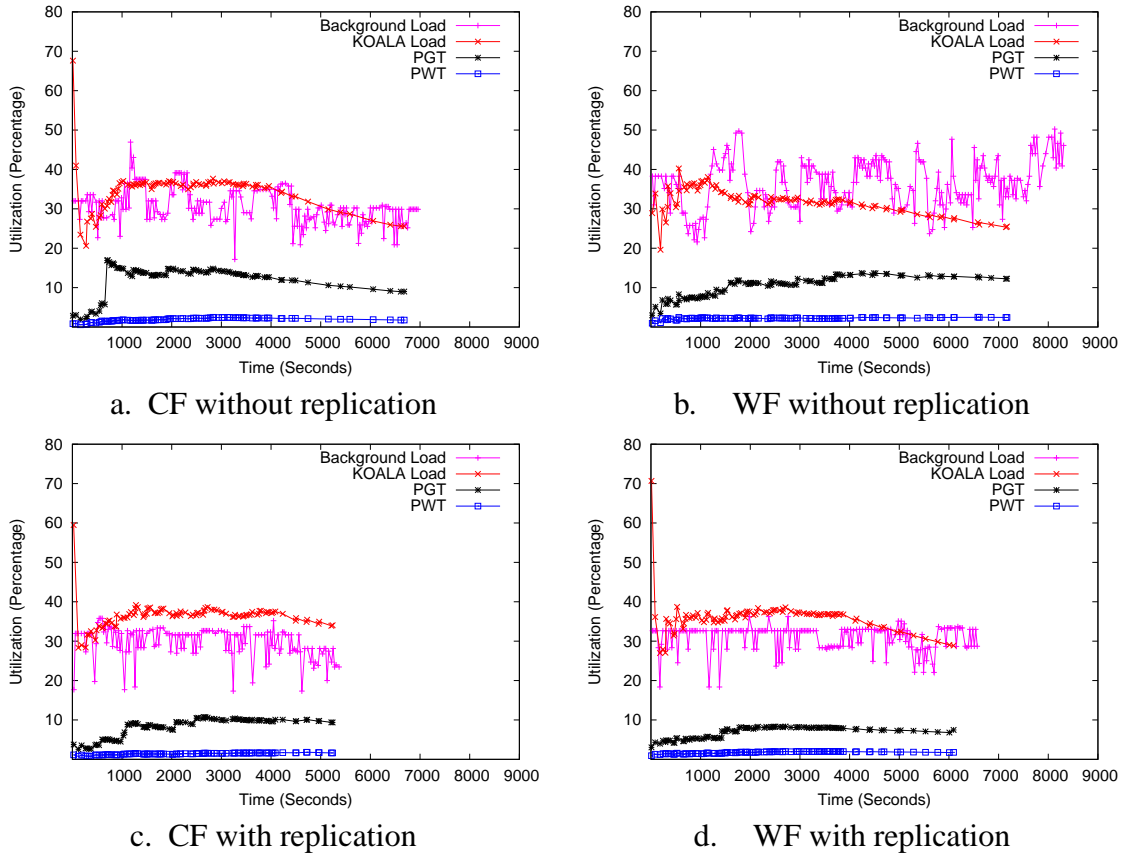 80
70
60
50
40
30
20
10
Utilization (Percentage)
Background Load
KOALA Load
PGT
PWT
1000 2000 3000 4000 5000 6000 7000 8000 9000
Time (Seconds)
a. CF without replication
80
70
60
50
40
30
20
10
Utilization (Percentage)
Background Load
KOALA Load
PGT
PWT
1000 2000 3000 4000 5000 6000 7000 8000 9000
Time (Seconds)
b. WF without replication
80
70
60
50
40
30
20
10
Utilization (Percentage)
Background Load
KOALA Load
PGT
PWT
1000 2000 3000 4000 5000 6000 7000 8000 9000
Time (Seconds)
c. CF with replication
80
70
60
50
40
30
20
10
Utilization (Percentage)
Background Load
KOALA Load
PGT
PWT
1000 2000 3000 4000 5000 6000 7000 8000 9000
Time (Seconds)
d. WF with replication